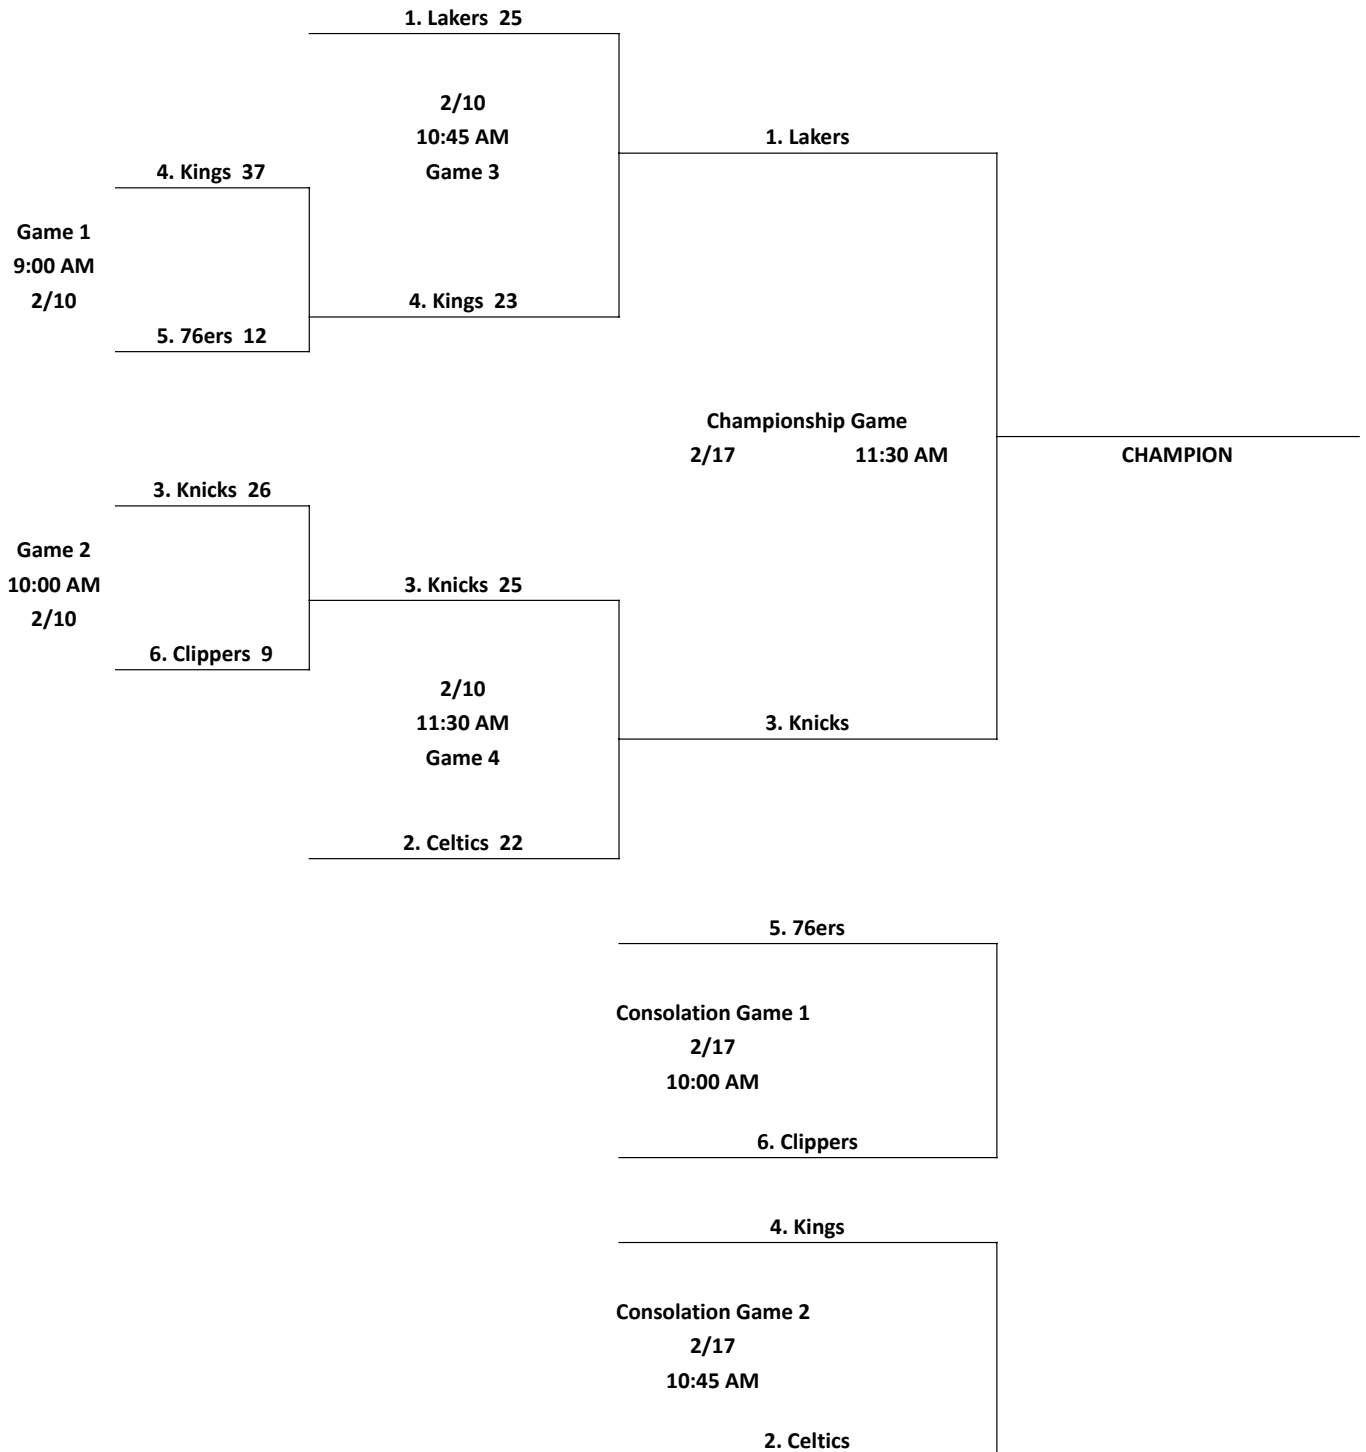 1. Lakers 25
2/10
10:45 AM
Game 3
1. Lakers
4. Kings 37
Game 1
9:00 AM
2/10
4. Kings 23
5. 76ers 12
Championship Game
2/17 11:30 AM
CHAMPION
3. Knicks 26
Game 2
10:00 AM
2/10
3. Knicks 25
6. Clippers 9
2/10
11:30 AM
Game 4
3. Knicks
2. Celtics 22
5. 76ers
Consolation Game 1
2/17
10:00 AM
6. Clippers
4. Kings
Consolation Game 2
2/17
10:45 AM
2. Celtics